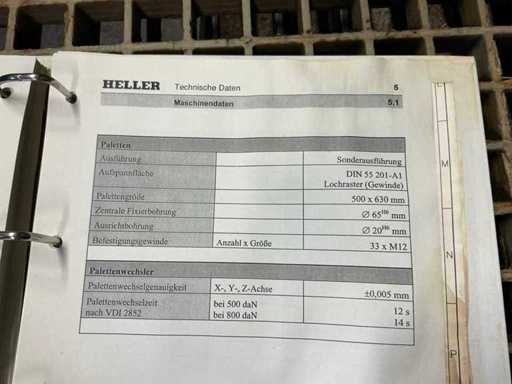 HELLER Technische Daten 5
Maschinendaten 5,1
Paletten
Ausführung Sonderausführung
Aufspannfläche DIN 55 201-A1
Lochraster (Gewinde)
Palettengröße 500 x 630 mm
Zentrale Fixierbohrung Ø 65H6 mm
Ausrichtbohrung Ø 20H6 mm
Befestigungsgewinde Anzahl x Größe 33 x M12
Palettenwechsler
Palettenwechselgenauigkeit X-, Y-, Z-Achse ±0,005 mm
Palettenwechselzeit bei 500 daN 12 s
nach VDI 2852 bei 800 daN 14 s
M
N
P